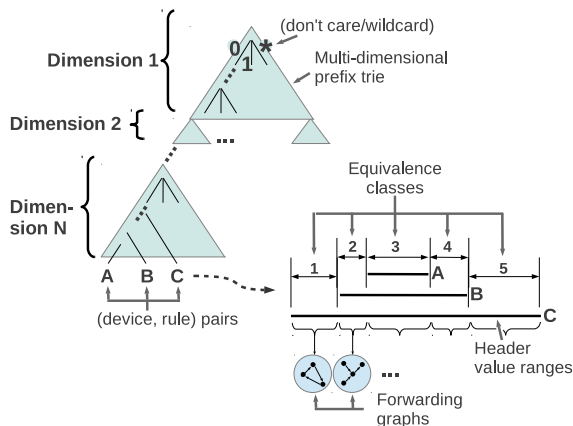 (don't care/wildcard)
0
*
1
Dimension 1
Multi-dimensional
prefix trie
Dimension 2
...
Dimen-
sion N
Equivalence
classes
1
2
3
4
5
A
B
C
A
B
C
(device, rule) pairs
Header
value ranges
...
Forwarding
graphs